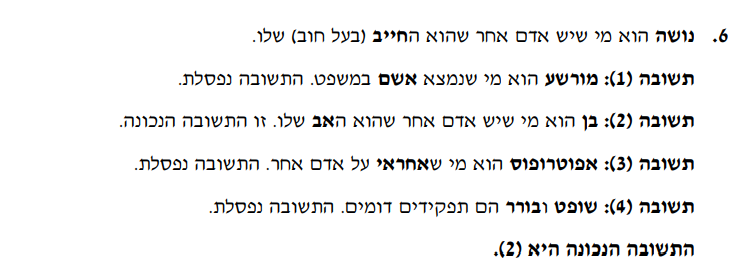 6. נושה הוא מי שיש אדם אחר שהוא החייב (בעל חוב) שלו.
תשובה (1): מורשע הוא מי שנמצא אשם במשפט. התשובה נפסלת.
תשובה (2): בן הוא מי שיש אדם אחר שהוא האב שלו. זו התשובה הנכונה.
תשובה (3): אפוטרופוס הוא מי שאחראי על אדם אחר. התשובה נפסלת.
תשובה (4): שופט ובורר הם תפקידים דומים. התשובה נפסלת.
התשובה הנכונה היא (2).